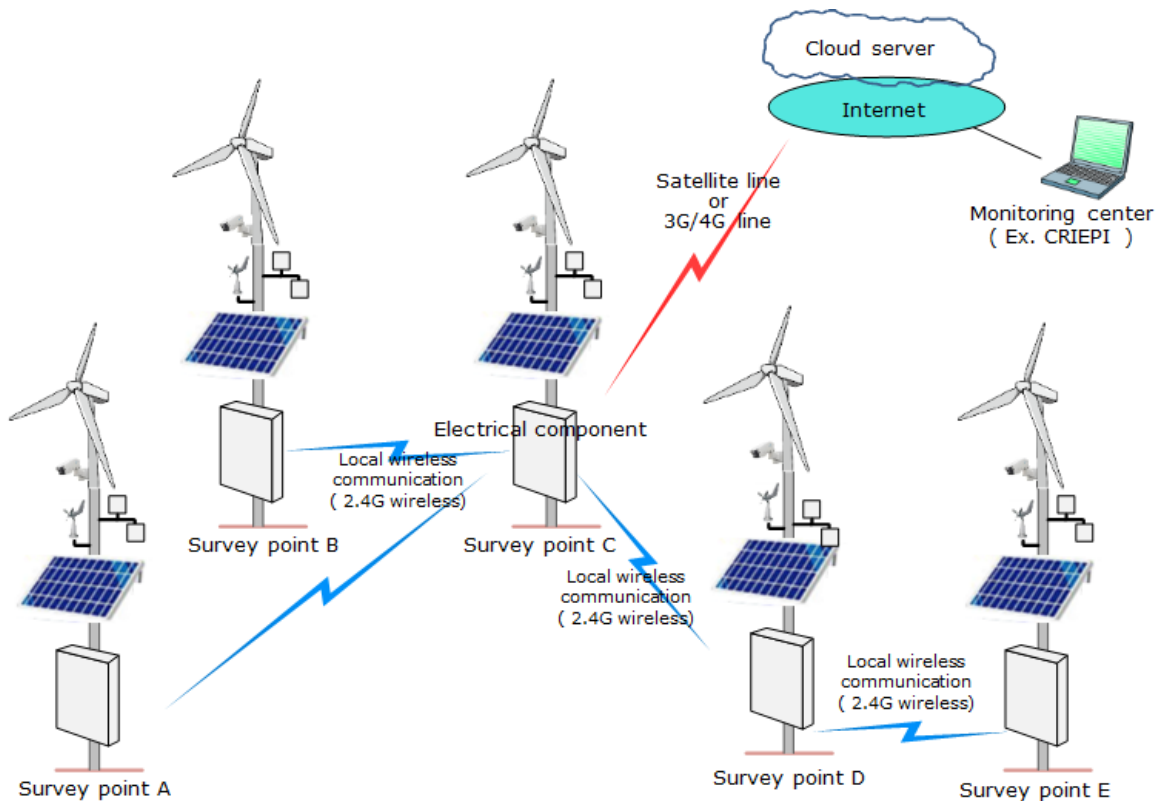 Cloud server
Internet
Satellite line
or
3G/4G line
Monitoring center
( Ex. CRIEPI )
Electrical component
Local wireless
communication
( 2.4G wireless)
Survey point B
Survey point C
Local wireless
communication
( 2.4G wireless)
Local wireless
communication
( 2.4G wireless)
Survey point A
Survey point D
Survey point E